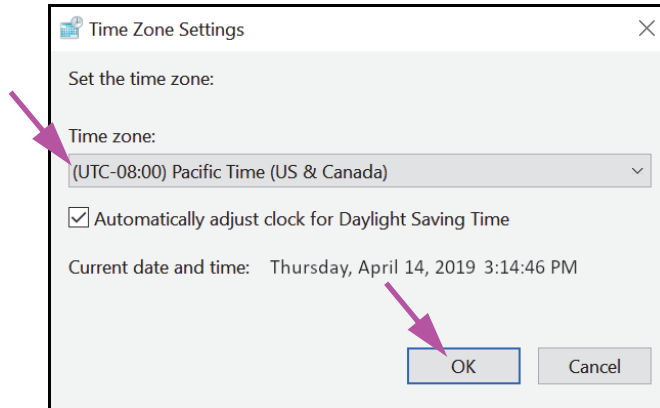 Time Zone Settings
Set the time zone:
Time zone:
(UTC-08:00) Pacific Time (US & Canada)
Automatically adjust clock for Daylight Saving Time
Current date and time: Thursday, April 14, 2019 3:14:46 PM
OK Cancel